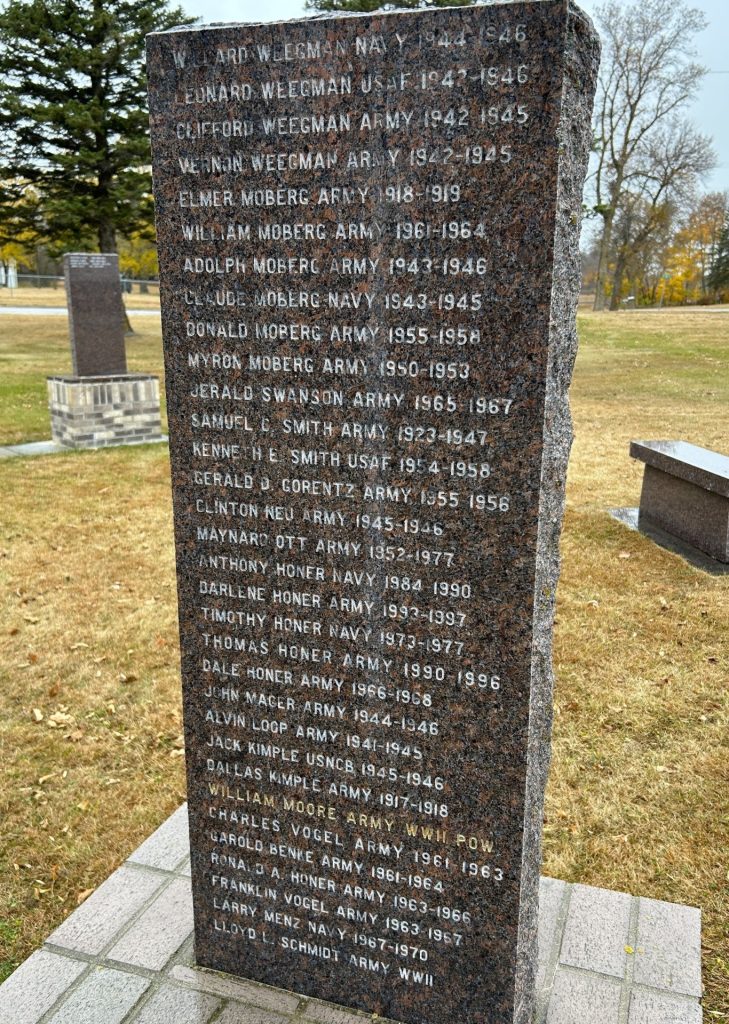 WILLARD WEEGMAN NAVY 1944-1946
LEONARD WEEGMAN USAF 1942-1946
CLIFFORD WEEGMAN ARMY 1942 1945
VERNON WEEGMAN ARMY 1942-1945
ELMER MOBERG ARMY 1918-1919
WILLIAM MOBERG ARMY 1961-1964
ADOLPH MOBERG ARMY 1943-1946
CLAUDE MOBERG NAVY 1943-1945
DONALD MOBERG ARMY 1955-1958
MYRON MOBERG ARMY 1950-1953
JERALD SWANSON ARMY 1965 1967
SAMUEL C. SMITH ARMY 1923-1947
KENNETH E. SMITH USAF 1954-1958
GERALD J. CORENTZ ARMY 1955 1956
CLINTON NEU ARMY 1945-1946
MAYNARD OTT ARMY 1952-1977
ANTHONY HONER NAVY 1984 1990
DARLENE HONER ARMY 1993-1997
TIMOTHY HONER NAVY 1973-1977
THOMAS HONER ARMY 1990-1996
DALE HONER ARMY 1966-1968
JOHN MAGER ARMY 1944-1946
ALVIN LOOP ARMY 1941-1945
JACK KIMPLE USNCB 1945-1946
DALLAS KIMPLE ARMY 1917-1918
WILLIAM MOORE ARMY WWII POW
CHARLES VOGEL ARMY 1961-1963
GAROLD BENKE ARMY 1961-1964
RONALD A. HONER ARMY 1963-1966
FRANKLIN VOGEL ARMY 1963-1967
LARRY MENZ NAVY 1967-1970
LLOYD L. SCHMIDT ARMY WWII